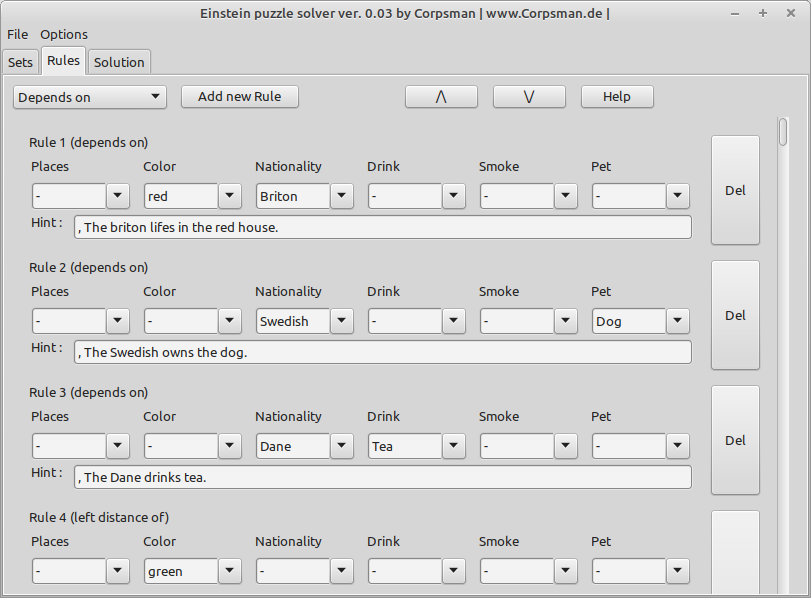 Einstein puzzle solver ver. 0.03 by Corpsman | www.Corpsman.de |
File Options
Sets Rules Solution
Depends on Add new Rule /\ \/ Help
Rule 1 (depends on)
Places Color Nationality Drink Smoke Pet
- red Briton - - -
Del
Hint : , The briton lifes in the red house.
Rule 2 (depends on)
Places Color Nationality Drink Smoke Pet
- - Swedish - - Dog
Del
Hint : , The Swedish owns the dog.
Rule 3 (depends on)
Places Color Nationality Drink Smoke Pet
- - Dane Tea - -
Del
Hint : , The Dane drinks tea.
Rule 4 (left distance of)
Places Color Nationality Drink Smoke Pet
- green - - - -